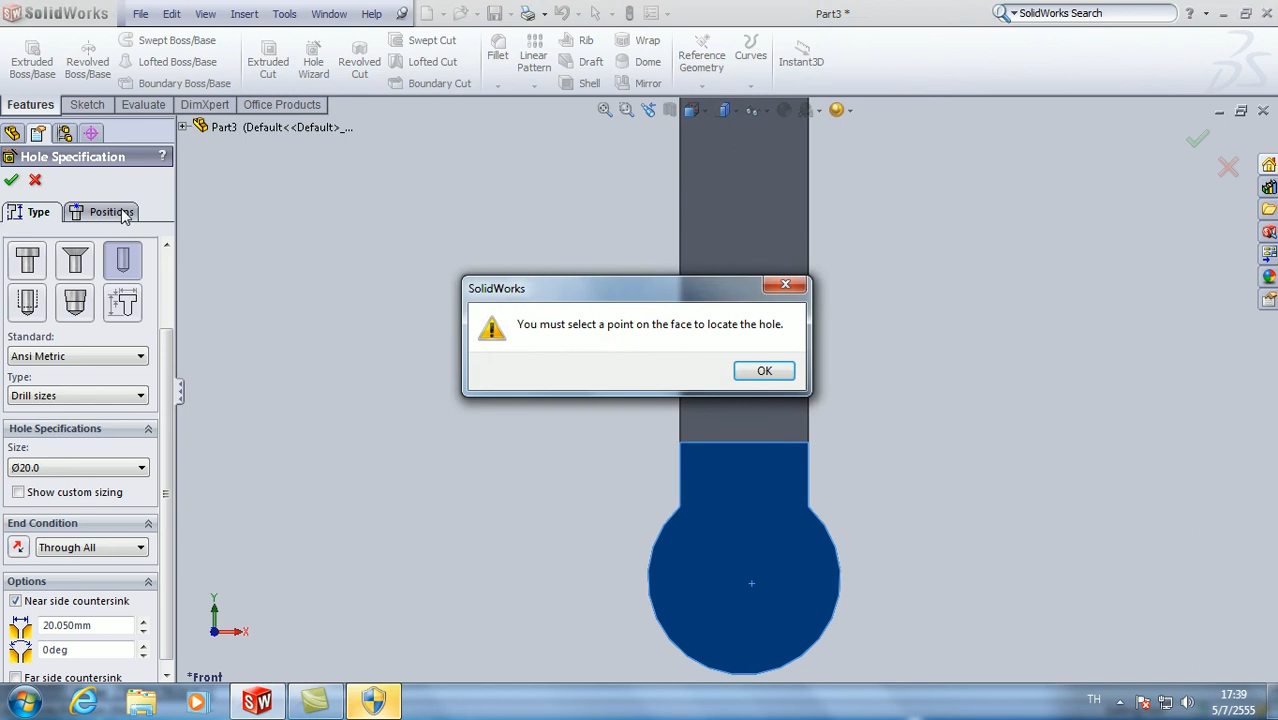 SolidWorks
File Edit View Insert Tools Window Help
Part3 *
SolidWorks Search
Extruded Boss/Base
Revolved Boss/Base
Swept Boss/Base
Lofted Boss/Base
Boundary Boss/Base
Extruded Cut
Hole Wizard
Revolved Cut
Swept Cut
Lofted Cut
Boundary Cut
Fillet
Linear Pattern
Rib
Draft
Shell
Wrap
Dome
Mirror
Reference Geometry
Curves
Instant3D
Features Sketch Evaluate DimXpert Office Products
Part3 (Default<<Default>_...
Hole Specification ?
Type Positions
Standard:
Ansi Metric
Type:
Drill sizes
Hole Specifications
Size:
Ø20.0
Show custom sizing
End Condition
Through All
Options
Near side countersink
20.050mm
0deg
Far side countersink
SolidWorks
You must select a point on the face to locate the hole.
OK
Y
X
*Front
TH
17:39
5/7/2555